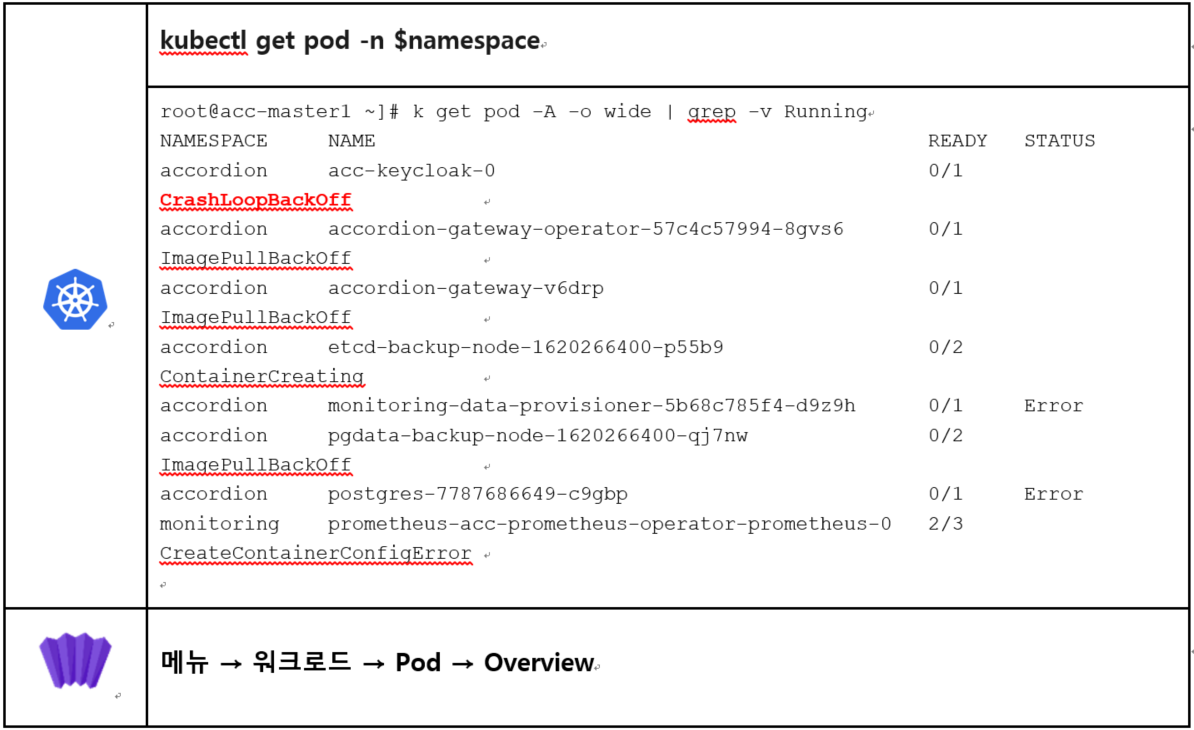 kubectl get pod -n $namespace
root@acc-master1 ~]# k get pod -A -o wide | grep -v Running
NAMESPACE NAME READY STATUS
accordion acc-keycloak-0 0/1
CrashLoopBackOff
accordion accordion-gateway-operator-57c4c57994-8gvs6 0/1
ImagePullBackOff
accordion accordion-gateway-v6drp 0/1
ImagePullBackOff
accordion etcd-backup-node-1620266400-p55b9 0/2
ContainerCreating
accordion monitoring-data-provisioner-5b68c785f4-d9z9h 0/1 Error
accordion pgdata-backup-node-1620266400-qj7nw 0/2
ImagePullBackOff
accordion postgres-7787686649-c9gbp 0/1 Error
monitoring prometheus-acc-prometheus-operator-prometheus-0 2/3
CreateContainerConfigError
메뉴 → 워크로드 → Pod → Overview